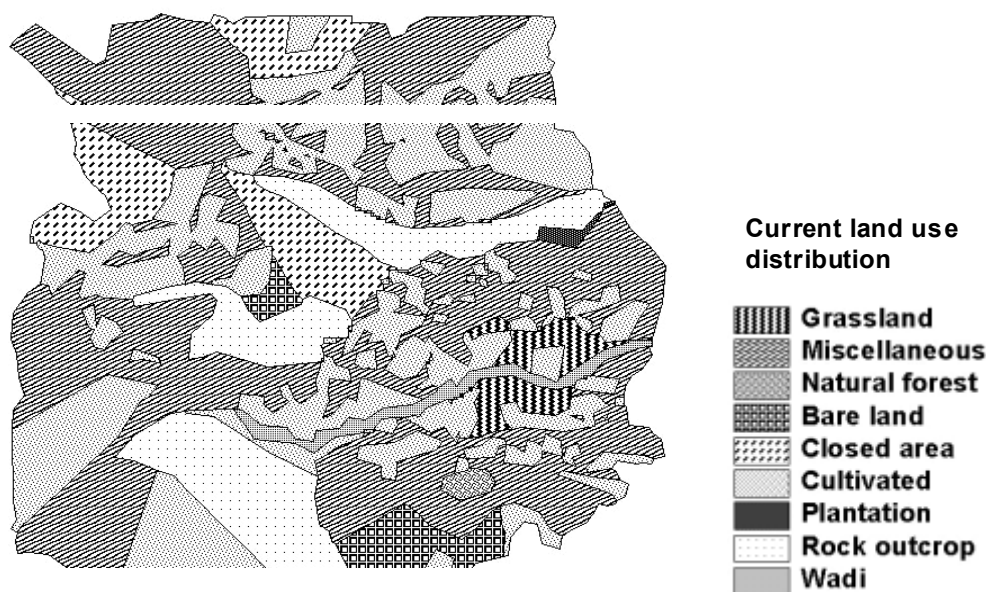 Current land use
distribution
Grassland
Miscellaneous
Natural forest
Bare land
Closed area
Cultivated
Plantation
Rock outcrop
Wadi